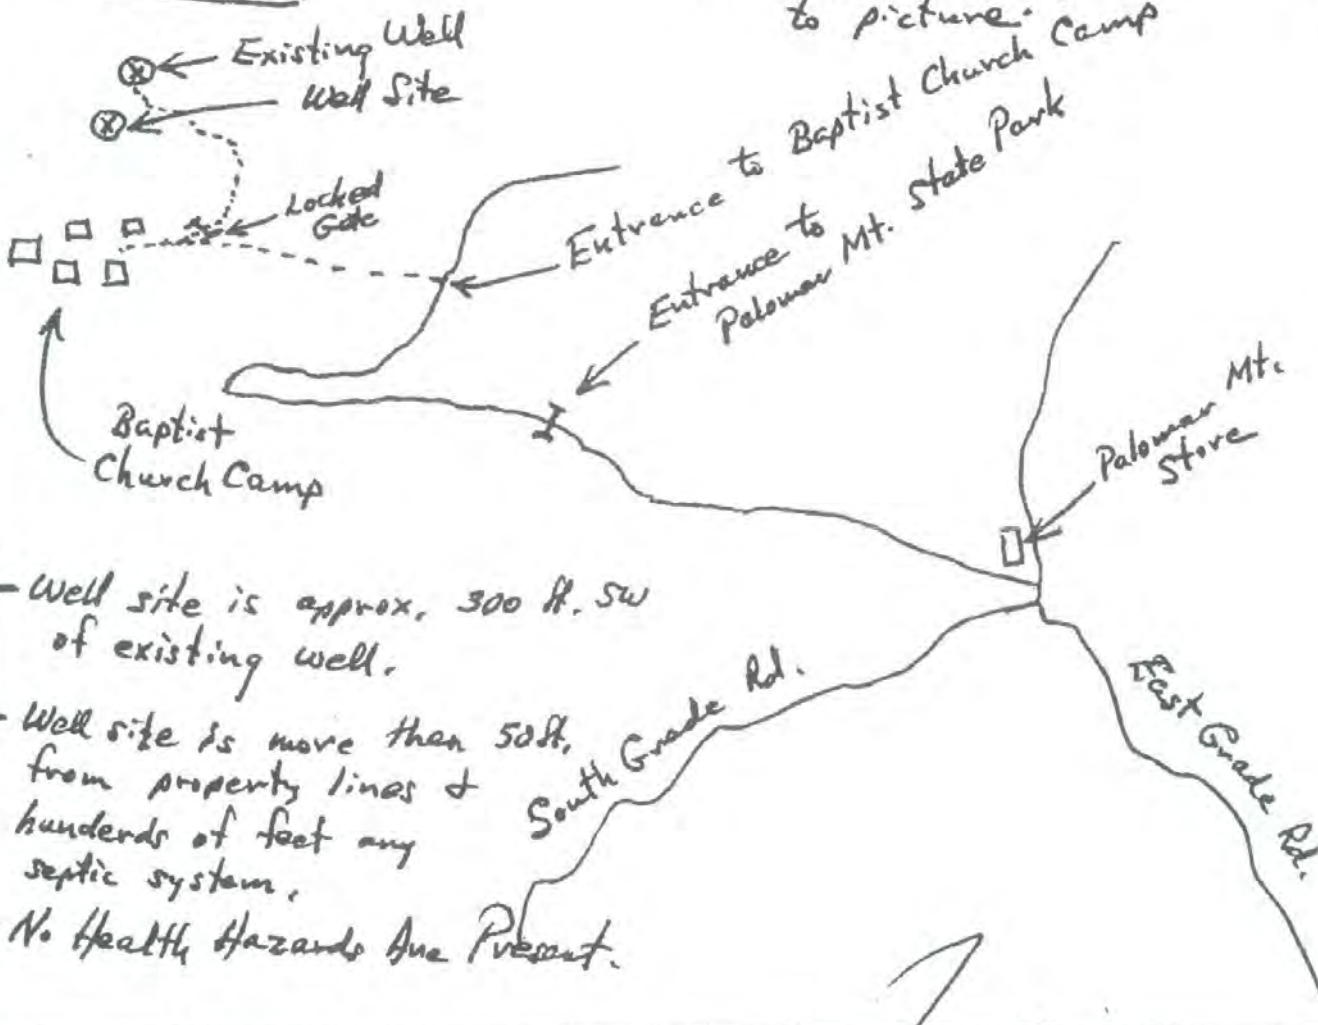 to picture.
Existing Well
Well Site
Locked
Gate
Entrance to Baptist Church Camp
Entrance to
Palomar Mt. State Park
Palomar Mt.
Store
Baptist
Church Camp
- Well site is approx. 300 ft. SW
of existing well.
- Well site is more than 50 ft.
from property lines &
hunderds of feet any
septic system.
No Health Hazards Are Present.
South Grade Rd.
East Grade Rd.